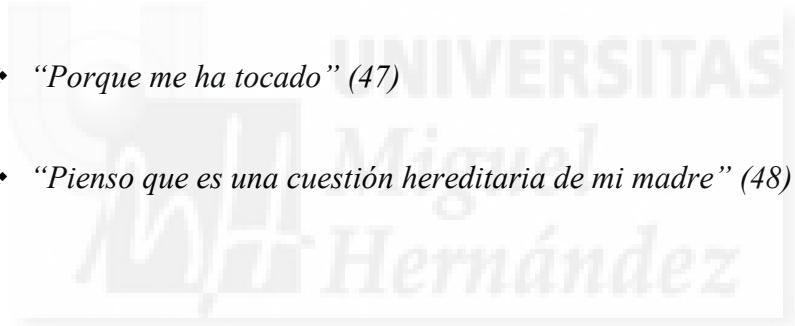 UNIVERSITAS
• “Porque me ha tocado” (47)
Miguel
• “Pienso que es una cuestión hereditaria de mi madre” (48)
Hernández